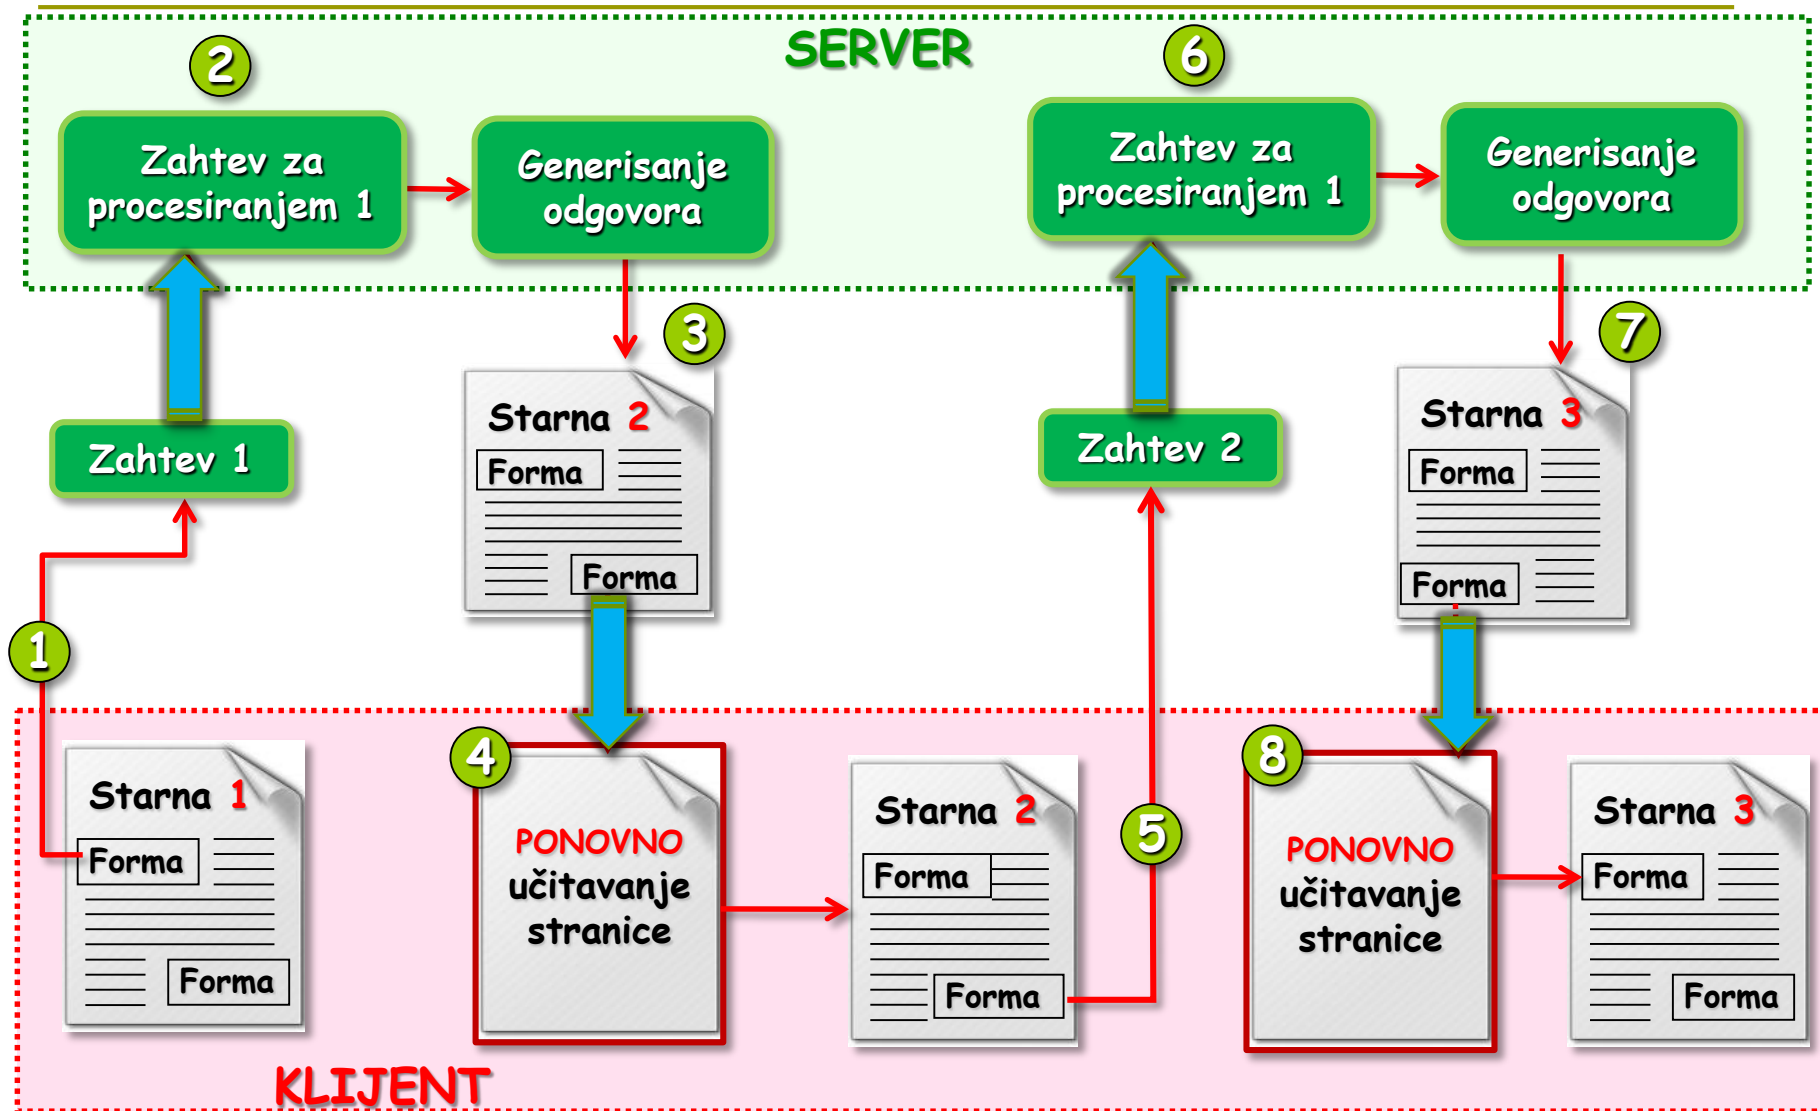 SERVER
2
6
Zahtev za
procesiranjem 1
Generisanje
odgovora
Zahtev za
procesiranjem 1
Generisanje
odgovora
3
7
Zahtev 1
Starna 2
Forma
Forma
Zahtev 2
Starna 3
Forma
Forma
1
4
8
5
Starna 1
Forma
Forma
PONOVNO
učitavanje
stranice
Starna 2
Forma
Forma
PONOVNO
učitavanje
stranice
Starna 3
Forma
Forma
KLIJENT